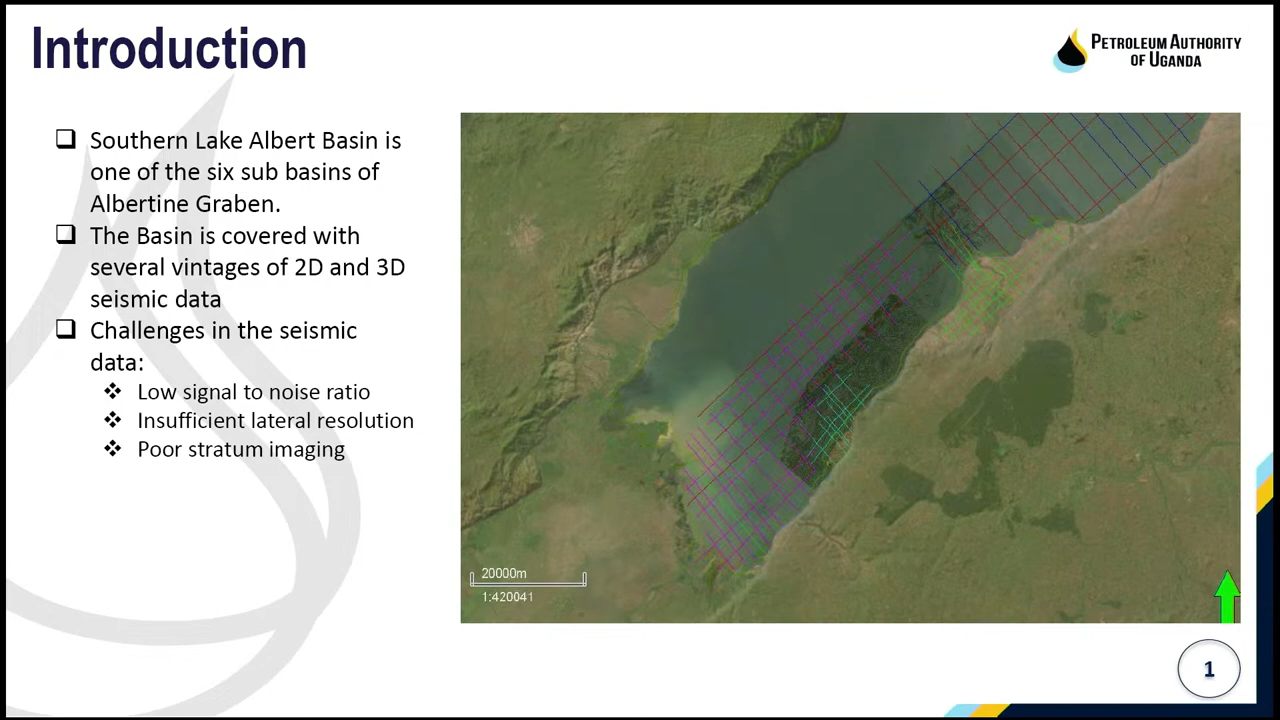 Introduction
PETROLEUM AUTHORITY
OF UGANDA
Southern Lake Albert Basin is
one of the six sub basins of
Albertine Graben.
The Basin is covered with
several vintages of 2D and 3D
seismic data
Challenges in the seismic
data:
Low signal to noise ratio
Insufficient lateral resolution
Poor stratum imaging
20000m
1:420041
1